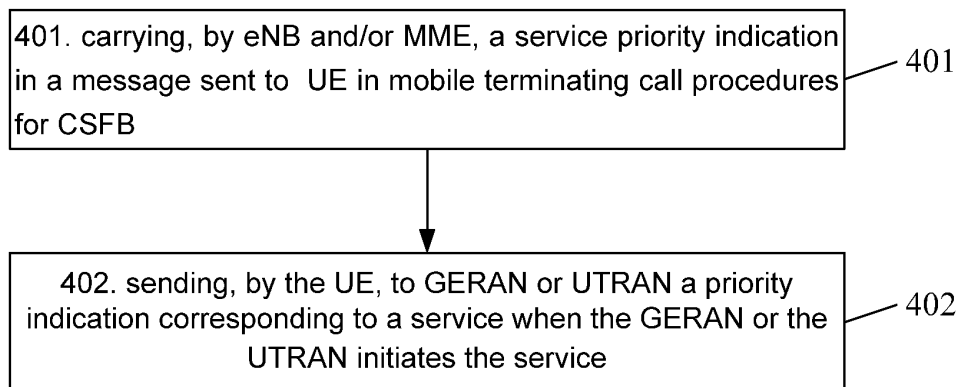 401. carrying, by eNB and/or MME, a service priority indication
in a message sent to UE in mobile terminating call procedures
for CSFB
401
402. sending, by the UE, to GERAN or UTRAN a priority
indication corresponding to a service when the GERAN or the
UTRAN initiates the service
402